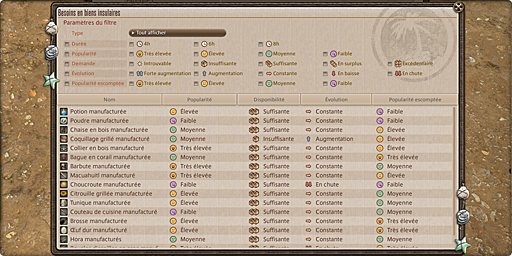 Besoins en biens insulaires
Paramètres du filtre
Type Tout afficher
Durée 4h 6h 8h
Popularité Très élevée Élevée Moyenne Faible
Demande Introuvable Insuffisante Suffisante En surplus Excédentaire
Évolution Forte augmentation Augmentation Constante En baisse En chute
Popularité escomptée Très élevée Élevée Moyenne Faible
Nom Popularité Disponibilité Évolution Popularité escomptée
Potion manufacturée Élevée Suffisante Constante Faible
Poudre manufacturée Faible Suffisante Constante Faible
Chaise en bois manufacturée Moyenne Suffisante Constante Élevée
Coquillage grillé manufacturé Moyenne Insuffisante Augmentation Élevée
Collier en bois manufacturé Très élevée Suffisante Constante Très élevée
Bague en corail manufacturée Moyenne Suffisante Constante Très élevée
Barbute manufacturée Très élevée Suffisante Constante Moyenne
Macuahuitl manufacturé Très élevée Suffisante Constante Élevée
Choucroute manufacturée Faible Suffisante En chute Faible
Citrouille grillée manufacturée Élevée Suffisante Constante Moyenne
Tunique manufacturée Élevée Suffisante Constante Moyenne
Couteau de cuisine manufacturé Faible Suffisante Constante Faible
Brosse manufacturée Élevée Suffisante Constante Très élevée
Œuf dur manufacturé Très élevée Suffisante Constante Élevée
Hora manufacturés Moyenne Suffisante Constante Moyenne